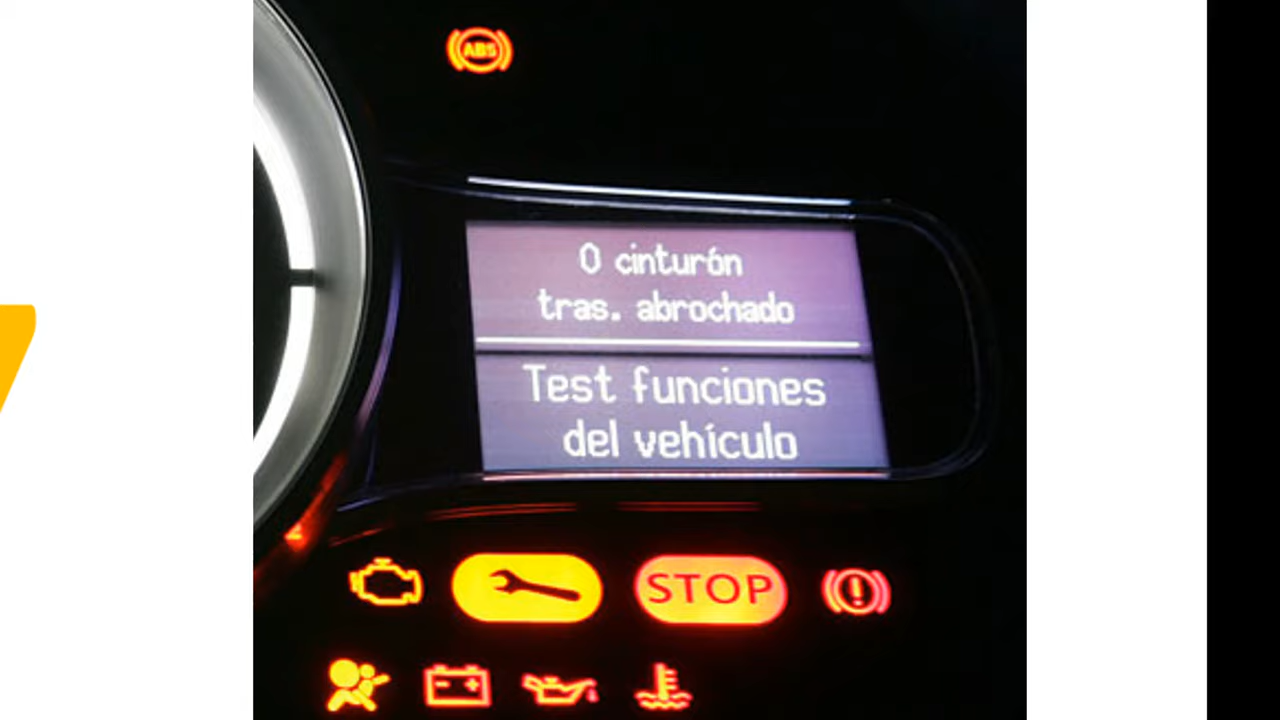 ABS
0 cinturón
tras. abrochado
Test funciones
del vehículo
STOP